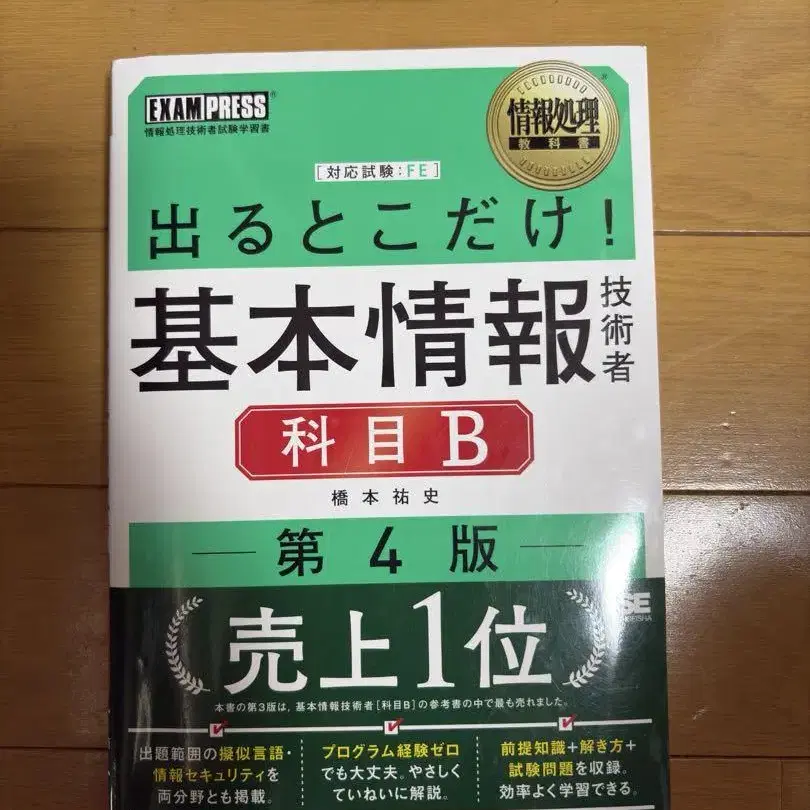 EXAMPRESS®
情報処理技術者試験学習書
情報処理
教科書
[対応試験:FE]
出るとこだけ!
基本情報技術者
科目B
橋本祐史
第4版
SE
売上1位
本書の第3版は、基本情報技術者[科目B]の参考書の中で最も売れました。
出題範囲の擬似言語・
情報セキュリティを
両分野とも掲載。
プログラム経験ゼロ
でも大丈夫。やさしく
ていねいに解説。
前提知識+解き方+
試験問題を収録。
効率よく学習できる。